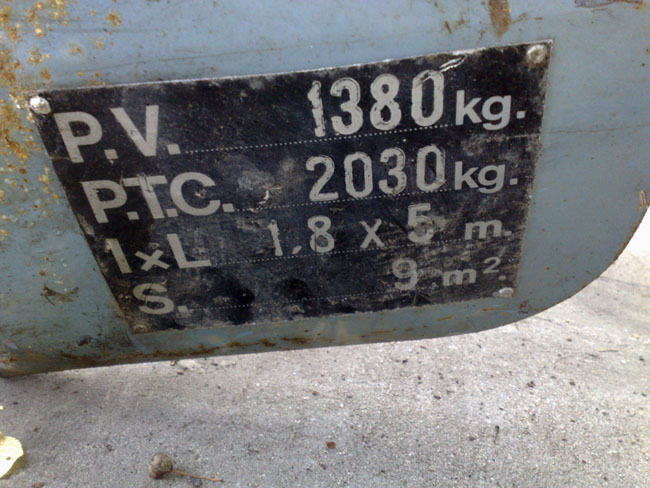 P.V. 1380 kg.
P.T.C. 2030 kg.
1xL 1,8 x 5 m.
S. 9 m²